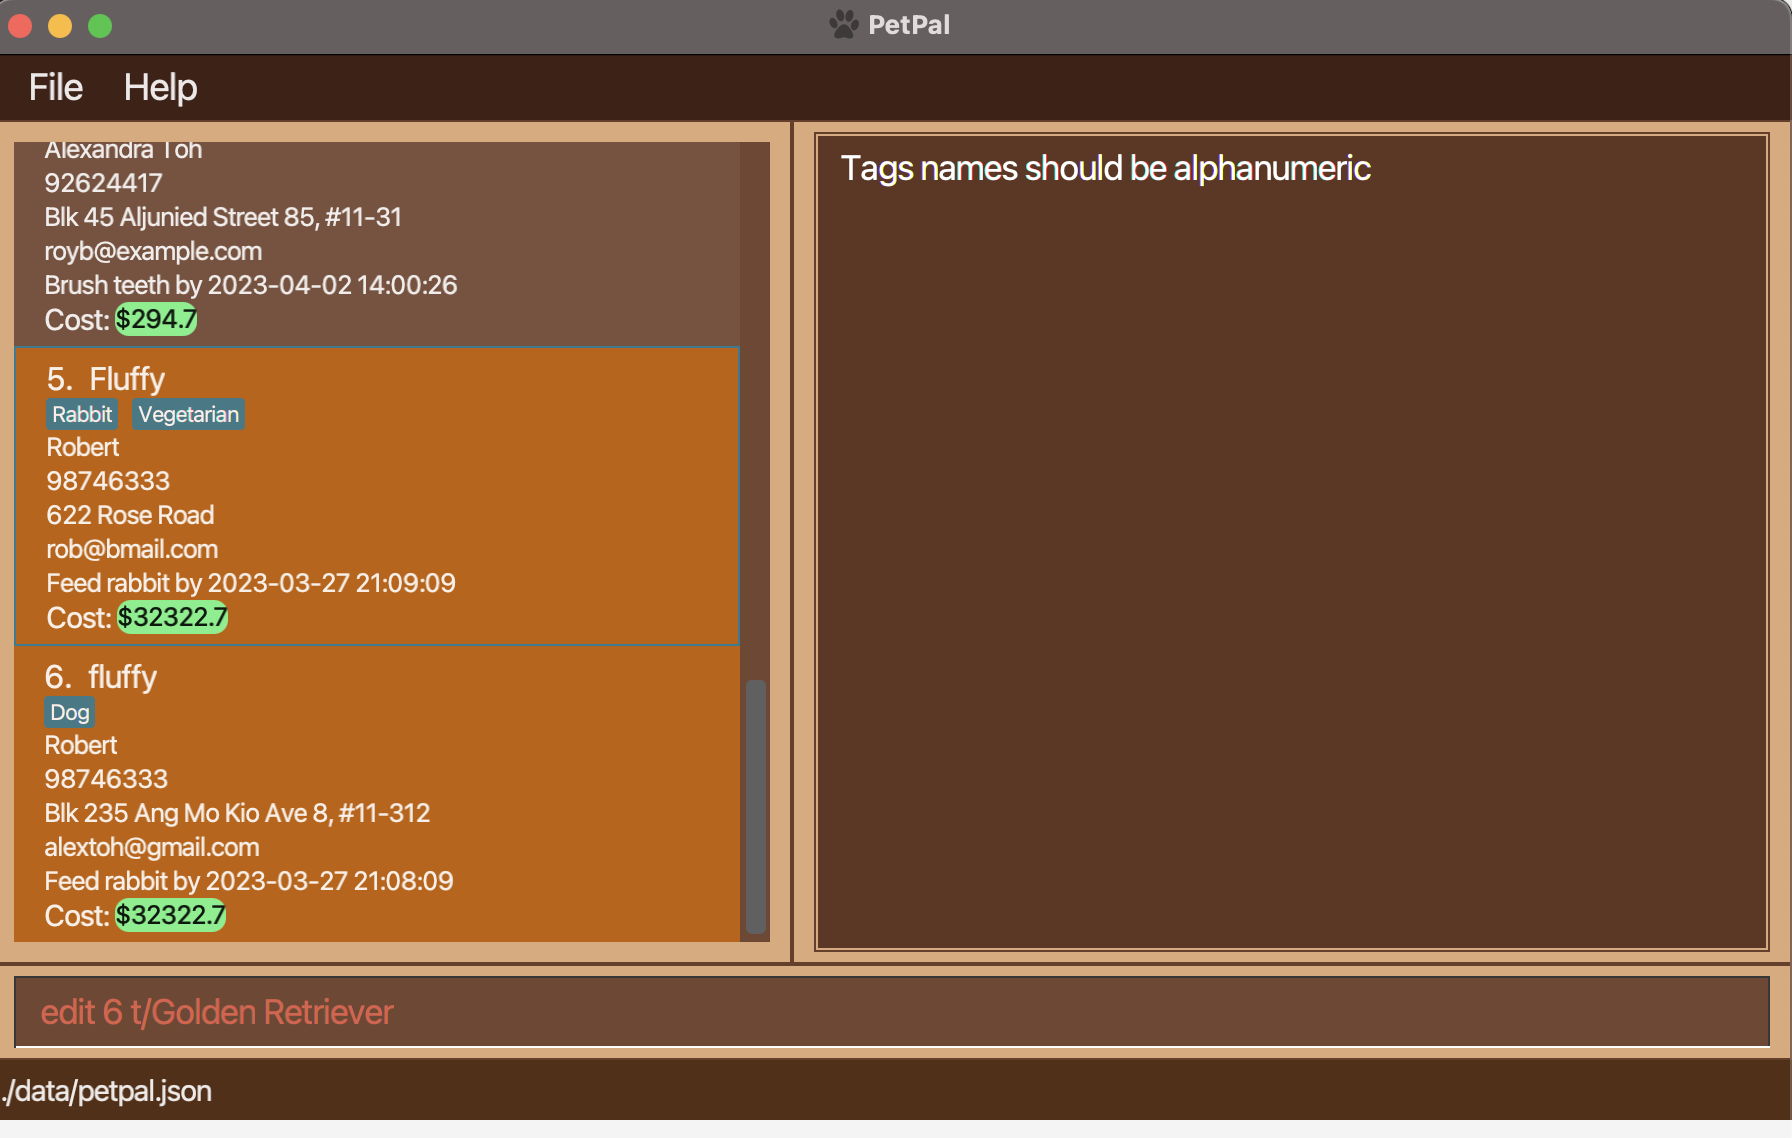 PetPal
File Help
Alexandra Toh
92624417
Blk 45 Aljunied Street 85, #11-31
royb@example.com
Brush teeth by 2023-04-02 14:00:26
Cost: $294.7
5. Fluffy
Rabbit Vegetarian
Robert
98746333
622 Rose Road
rob@bmail.com
Feed rabbit by 2023-03-27 21:09:09
Cost: $32322.7
6. fluffy
Dog
Robert
98746333
Blk 235 Ang Mo Kio Ave 8, #11-312
alextoh@gmail.com
Feed rabbit by 2023-03-27 21:08:09
Cost: $32322.7
Tags names should be alphanumeric
edit 6 t/Golden Retriever
./data/petpal.json